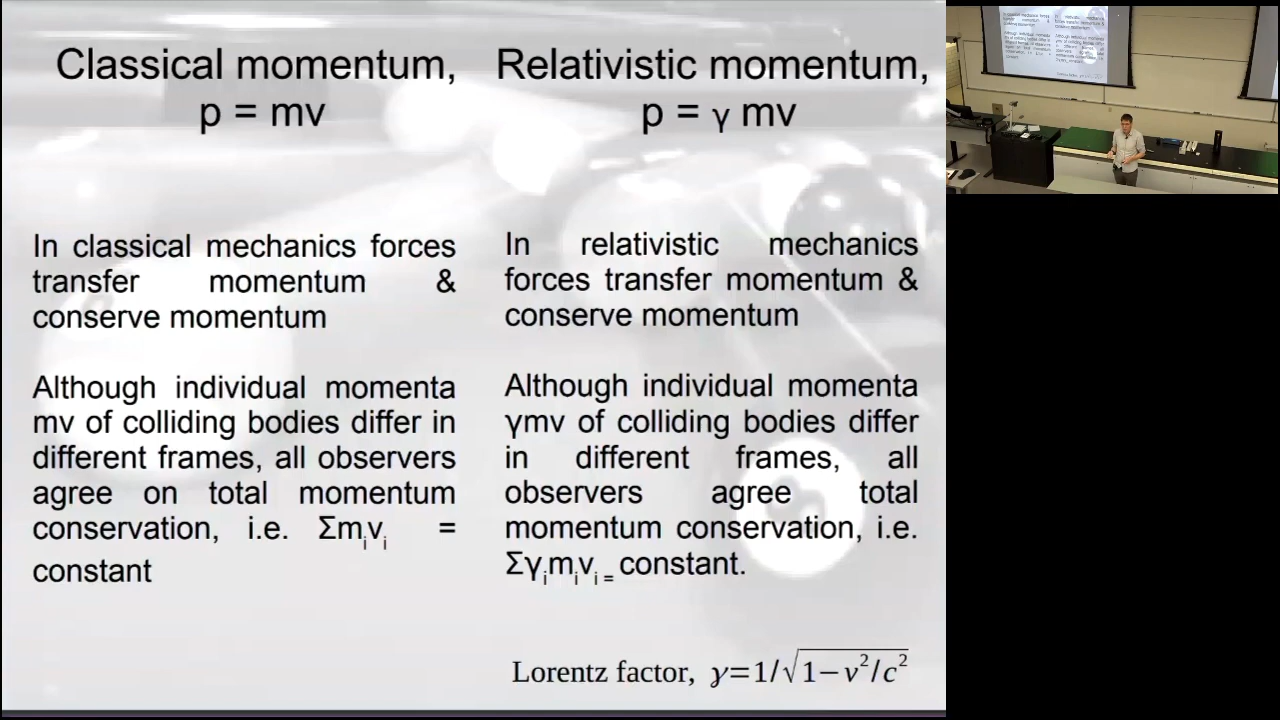 Classical momentum,
p = mv
In classical mechanics forces
transfer momentum &
conserve momentum
Although individual momenta
mv of colliding bodies differ in
different frames, all observers
agree on total momentum
conservation, i.e. Σmᵢvᵢ =
constant
Relativistic momentum,
p = γ mv
In relativistic mechanics
forces transfer momentum &
conserve momentum
Although individual momenta
γmv of colliding bodies differ
in different frames, all
observers agree total
momentum conservation, i.e.
Σγᵢmᵢvᵢ = constant.
Lorentz factor, γ=1/√1−v²/c²